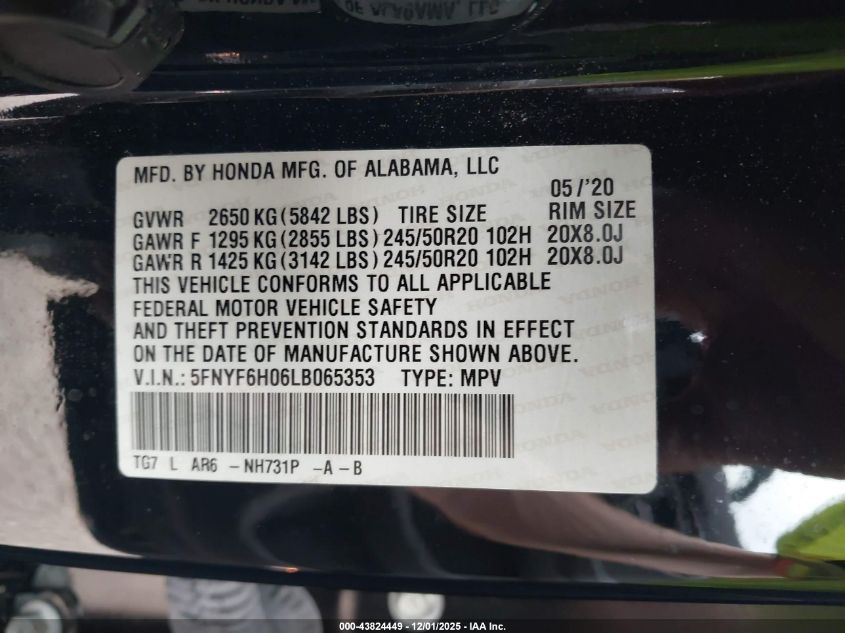 OF ALABAMA, LLC
MFD. BY HONDA MFG. OF ALABAMA, LLC
05/'20
GVWR 2650 KG (5842 LBS) TIRE SIZE RIM SIZE
GAWR F 1295 KG (2855 LBS) 245/50R20 102H 20X8.0J
GAWR R 1425 KG (3142 LBS) 245/50R20 102H 20X8.0J
THIS VEHICLE CONFORMS TO ALL APPLICABLE
FEDERAL MOTOR VEHICLE SAFETY
AND THEFT PREVENTION STANDARDS IN EFFECT
ON THE DATE OF MANUFACTURE SHOWN ABOVE.
V.I.N.: 5FNYF6H06LB065353 TYPE: MPV
TG7 L AR6 -NH731P -A-B
000-43824449 - 12/01/2025 - IAA Inc.